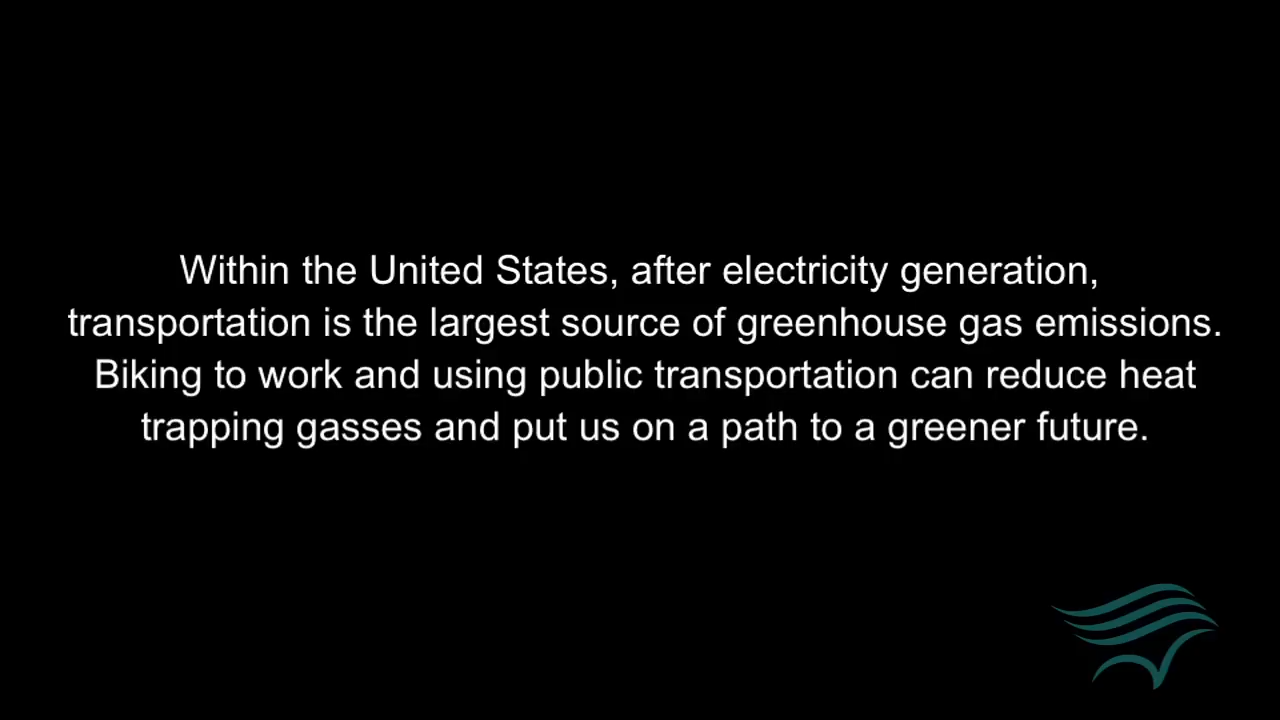 Within the United States, after electricity generation,
transportation is the largest source of greenhouse gas emissions.
Biking to work and using public transportation can reduce heat
trapping gasses and put us on a path to a greener future.